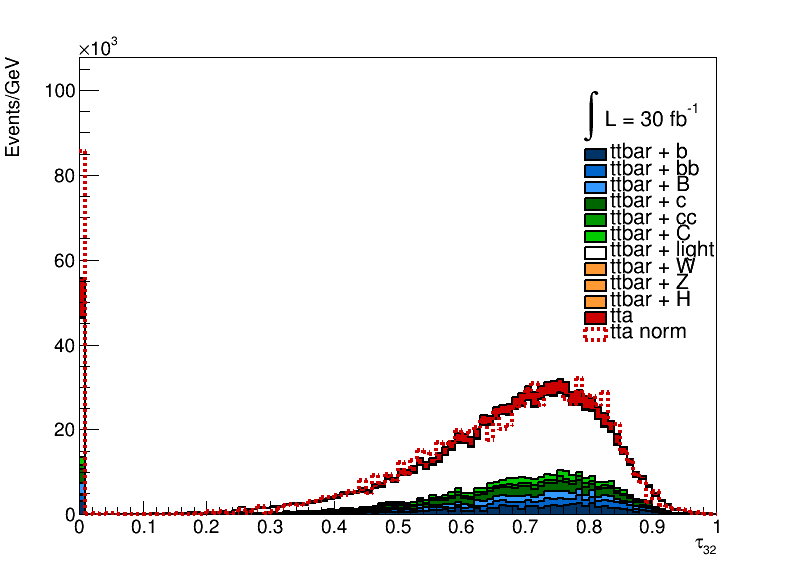 ×10³
Events/GeV
100
80
60
40
20
0
∫ L = 30 fb⁻¹
ttbar + b
ttbar + bb
ttbar + B
ttbar + c
ttbar + cc
ttbar + C
ttbar + light
ttbar + W
ttbar + Z
ttbar + H
tta
tta norm
0 0.1 0.2 0.3 0.4 0.5 0.6 0.7 0.8 0.9 1
τ₃₂